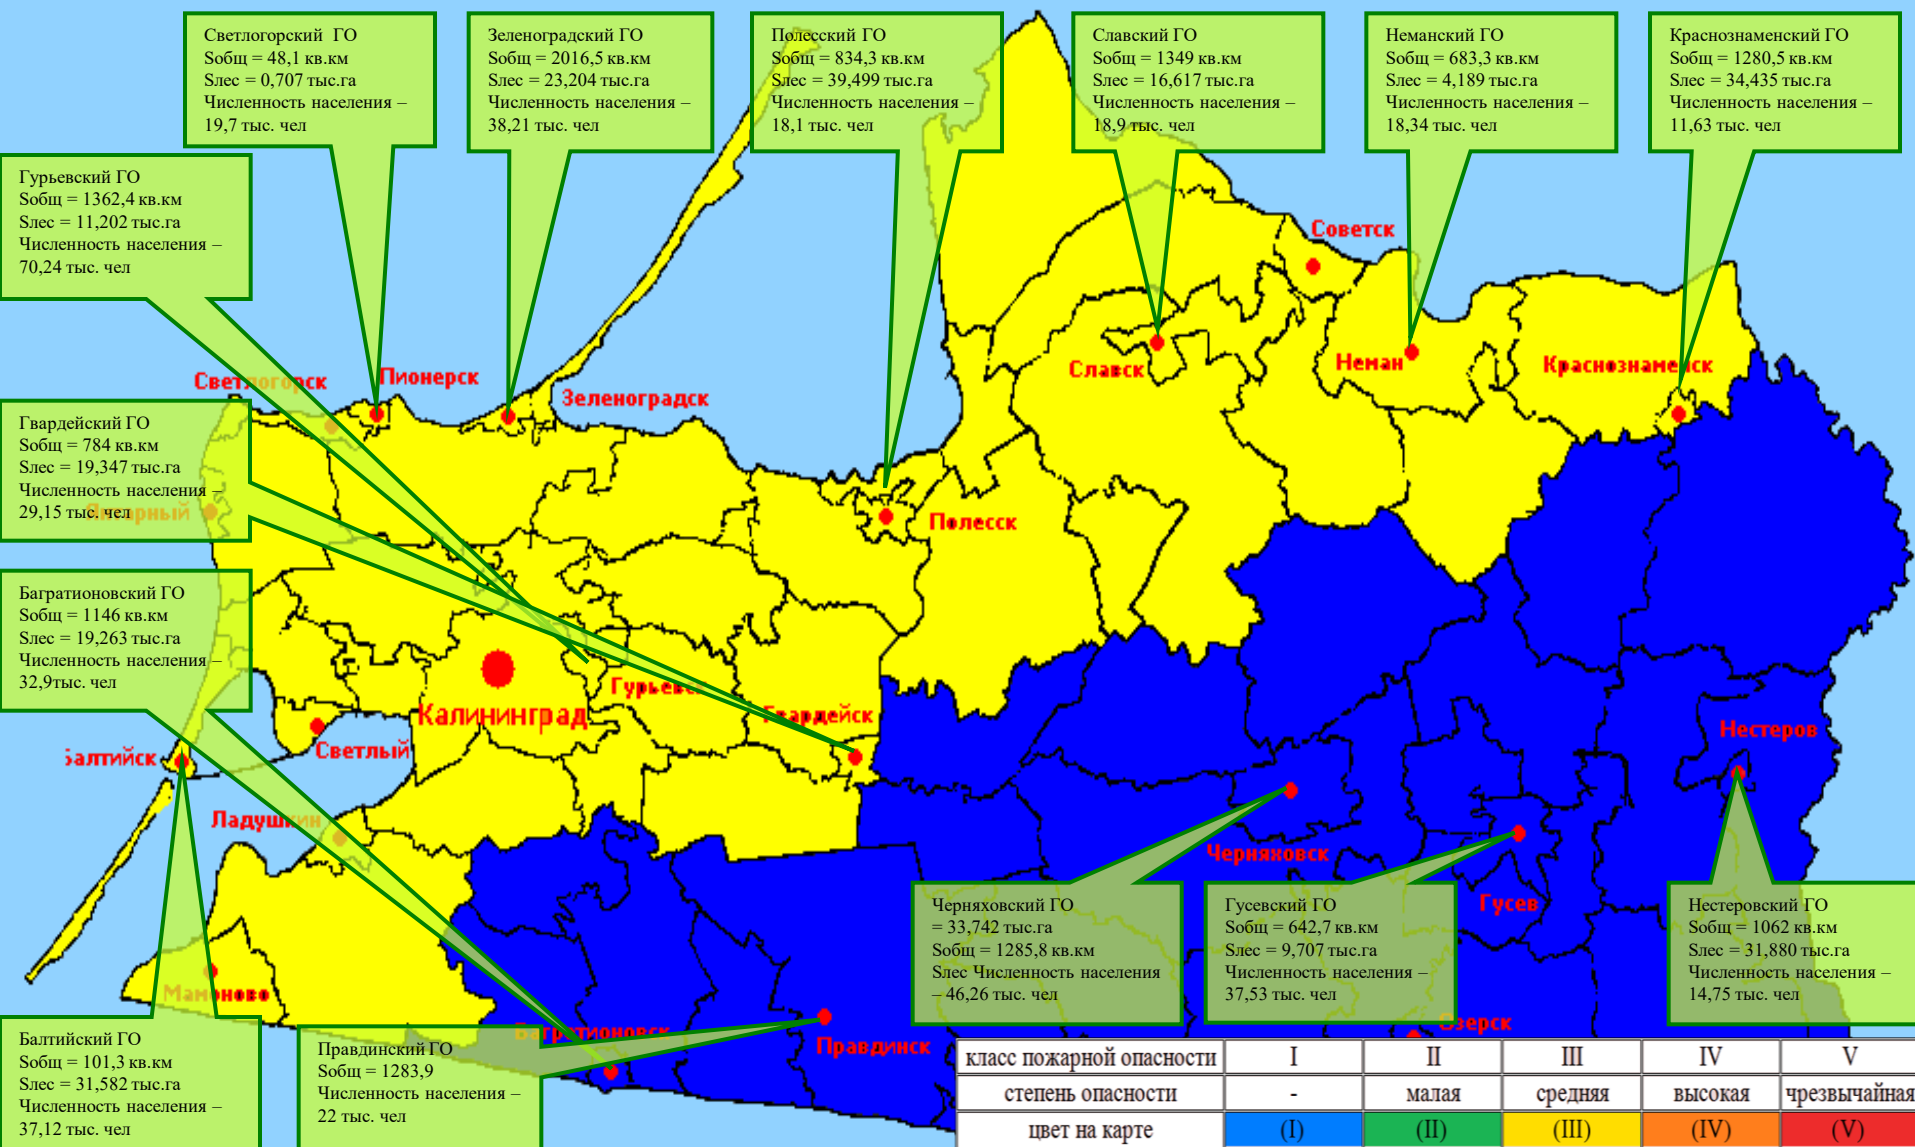 Светлогорский ГО
Sобщ = 48,1 кв.км
Sлес = 0,707 тыс.га
Численность населения –
19,7 тыс. чел
Зеленоградский ГО
Sобщ = 2016,5 кв.км
Sлес = 23,204 тыс.га
Численность населения –
38,21 тыс. чел
Полесский ГО
Sобщ = 834,3 кв.км
Sлес = 39,499 тыс.га
Численность населения –
18,1 тыс. чел
Славский ГО
Sобщ = 1349 кв.км
Sлес = 16,617 тыс.га
Численность населения –
18,9 тыс. чел
Неманский ГО
Sобщ = 683,3 кв.км
Sлес = 4,189 тыс.га
Численность населения -
18,34 тыс. чел
Краснознаменский ГО
Sобщ = 1280,5 кв.км
Sлес = 34,435 тыс.га
Численность населения –
11,63 тыс. чел
Гурьевский ГО
Sобщ = 1362,4 кв.км
Sлес = 11,202 тыс.га
Численность населения –
70,24 тыс. чел
Советск
Славск
Неман
Краснознаменск
Светлогорск
Пионерск
Зеленоградск
Гвардейский ГО
Sобщ = 784 кв.км
Sлес = 19,347 тыс.га
Численность населения –
29,15 тыс. чел
Янтарный
Полесск
Багратионовский ГО
Sобщ = 1146 кв.км
Sлес = 19,263 тыс.га
Численность населения –
32,9тыс. чел
Гурьевск
Калининград
Гвардейск
Нестеров
Балтийск
Светлый
Ладушкин
Черняховск
Гусев
Черняховский ГО
= 33,742 тыс.га
Sобщ = 1285,8 кв.км
Sлес Численность населения
– 46,26 тыс. чел
Гусевский ГО
Sобщ = 642,7 кв.км
Sлес = 9,707 тыс.га
Численность населения –
37,53 тыс. чел
Нестеровский ГО
Sобщ = 1062 кв.км
Sлес = 31,880 тыс.га
Численность населения –
14,75 тыс. чел
Мамоново
Багратионовск
Правдинск
Озерск
Балтийский ГО
Sобщ = 101,3 кв.км
Sлес = 31,582 тыс.га
Численность населения –
37,12 тыс. чел
Правдинский ГО
Sобщ = 1283,9
Численность населения –
22 тыс. чел
класс пожарной опасности I II III IV V
степень опасности - малая средняя высокая чрезвычайная
цвет на карте (I) (II) (III) (IV) (V)